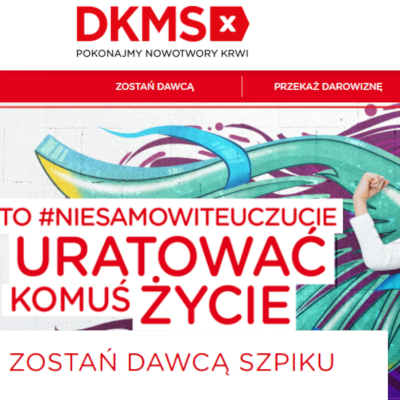 DKMS x
POKONAJMY NOWOTWORY KRWI
ZOSTAŃ DAWCĄ PRZEKAŻ DAROWIZNĘ
TO #NIESAMOWITEUCZUCIE
URATOWAĆ
KOMUŚ ŻYCIE
ZOSTAŃ DAWCĄ SZPIKU